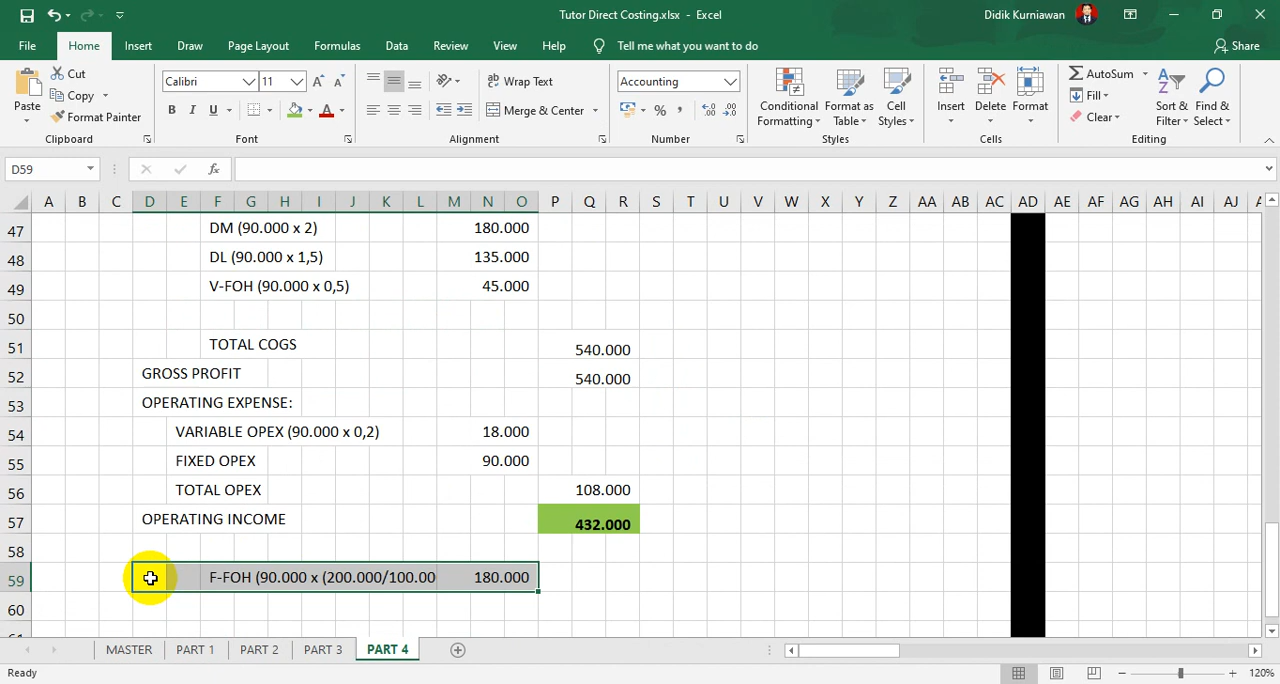 Tutor Direct Costing.xlsx - Excel
Didik Kurniawan
File Home Insert Draw Page Layout Formulas Data Review View Help Tell me what you want to do Share
Paste
Cut
Copy
Format Painter
Clipboard
Calibri 11
B I U
Font
Wrap Text
Merge & Center
Alignment
Accounting
Number
Conditional Formatting
Format as Table
Cell Styles
Styles
Insert Delete Format
Cells
AutoSum
Fill
Clear
Sort & Filter
Find & Select
Editing
D59
fx
A B C D E F G H I J K L M N O P Q R S T U V W X Y Z AA AB AC AD AE AF AG AH AI AJ
47 DM (90.000 x 2) 180.000
48 DL (90.000 x 1,5) 135.000
49 V-FOH (90.000 x 0,5) 45.000
50
51 TOTAL COGS 540.000
52 GROSS PROFIT 540.000
53 OPERATING EXPENSE:
54 VARIABLE OPEX (90.000 x 0,2) 18.000
55 FIXED OPEX 90.000
56 TOTAL OPEX 108.000
57 OPERATING INCOME 432.000
58
59 F-FOH (90.000 x (200.000/100.00 180.000
60
MASTER PART 1 PART 2 PART 3 PART 4
Ready
120%